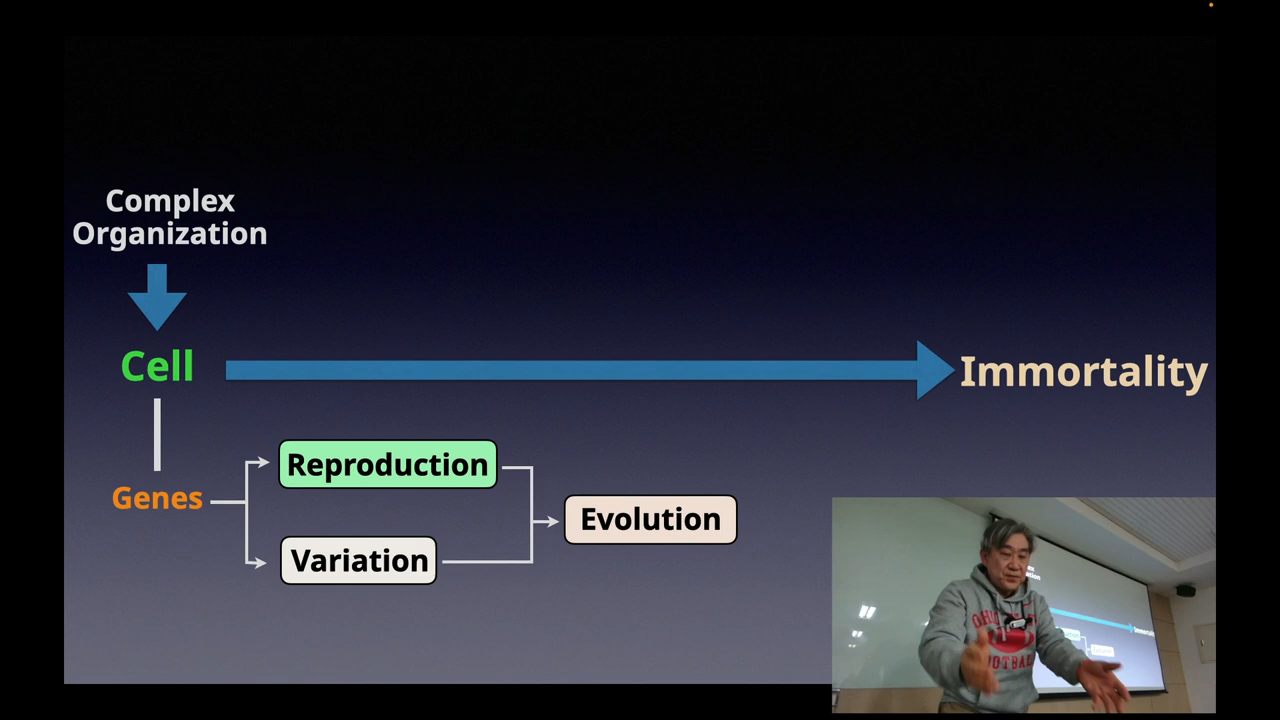 Complex
Organization
Cell
Immortality
Genes
Reproduction
Variation
Evolution